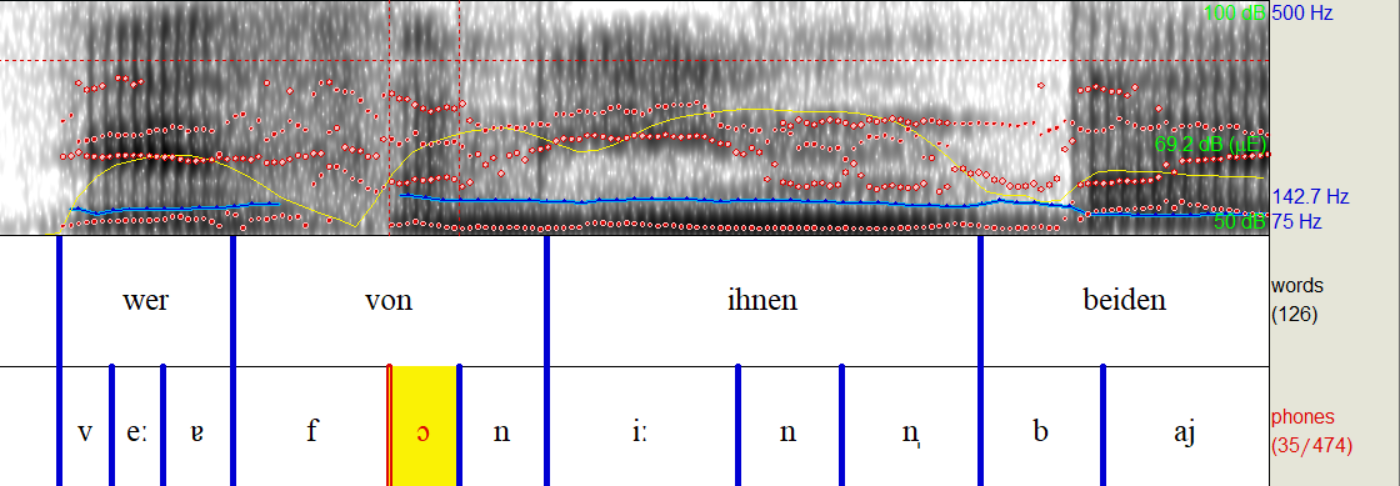 100 dB 500 Hz
69.2 dB (µE)
142.7 Hz
50 dB 75 Hz
wer von ihnen beiden words
(126)
v eː ɐ f ɔ n iː n n̩ b aj phones
(35/474)